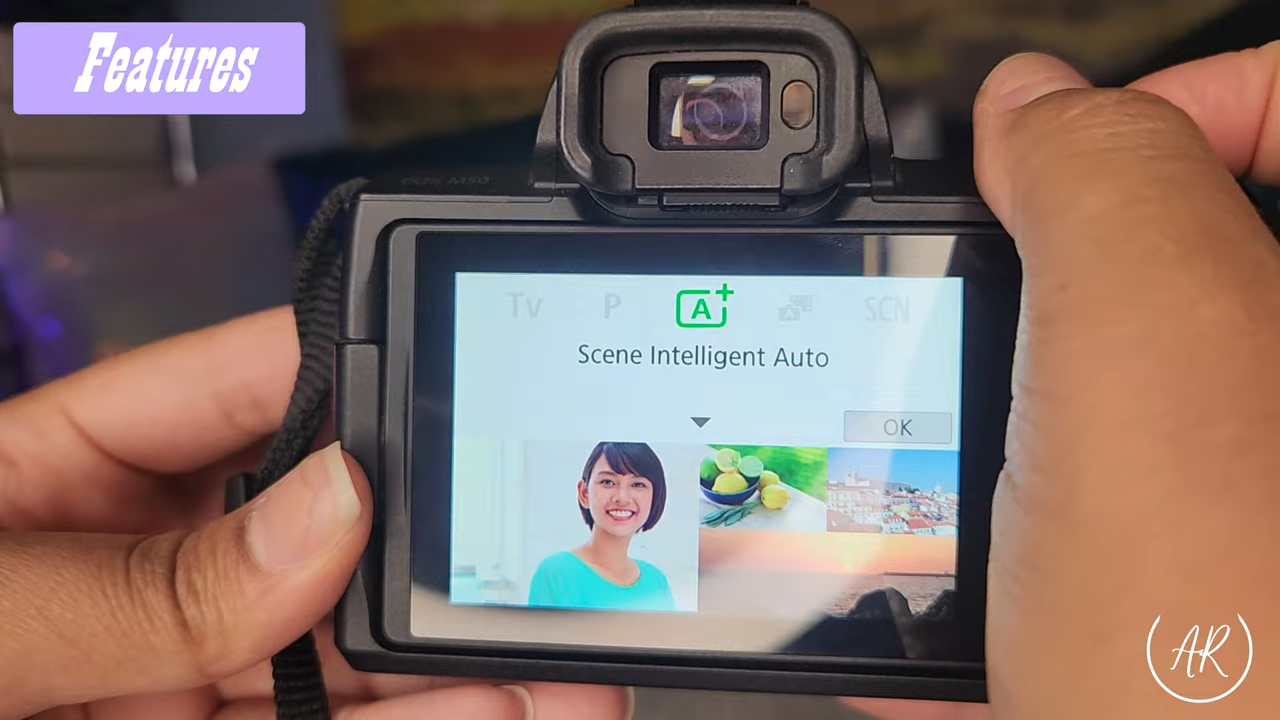 Features
EOS M50
Tv P A+ SCN
Scene Intelligent Auto
OK
AR